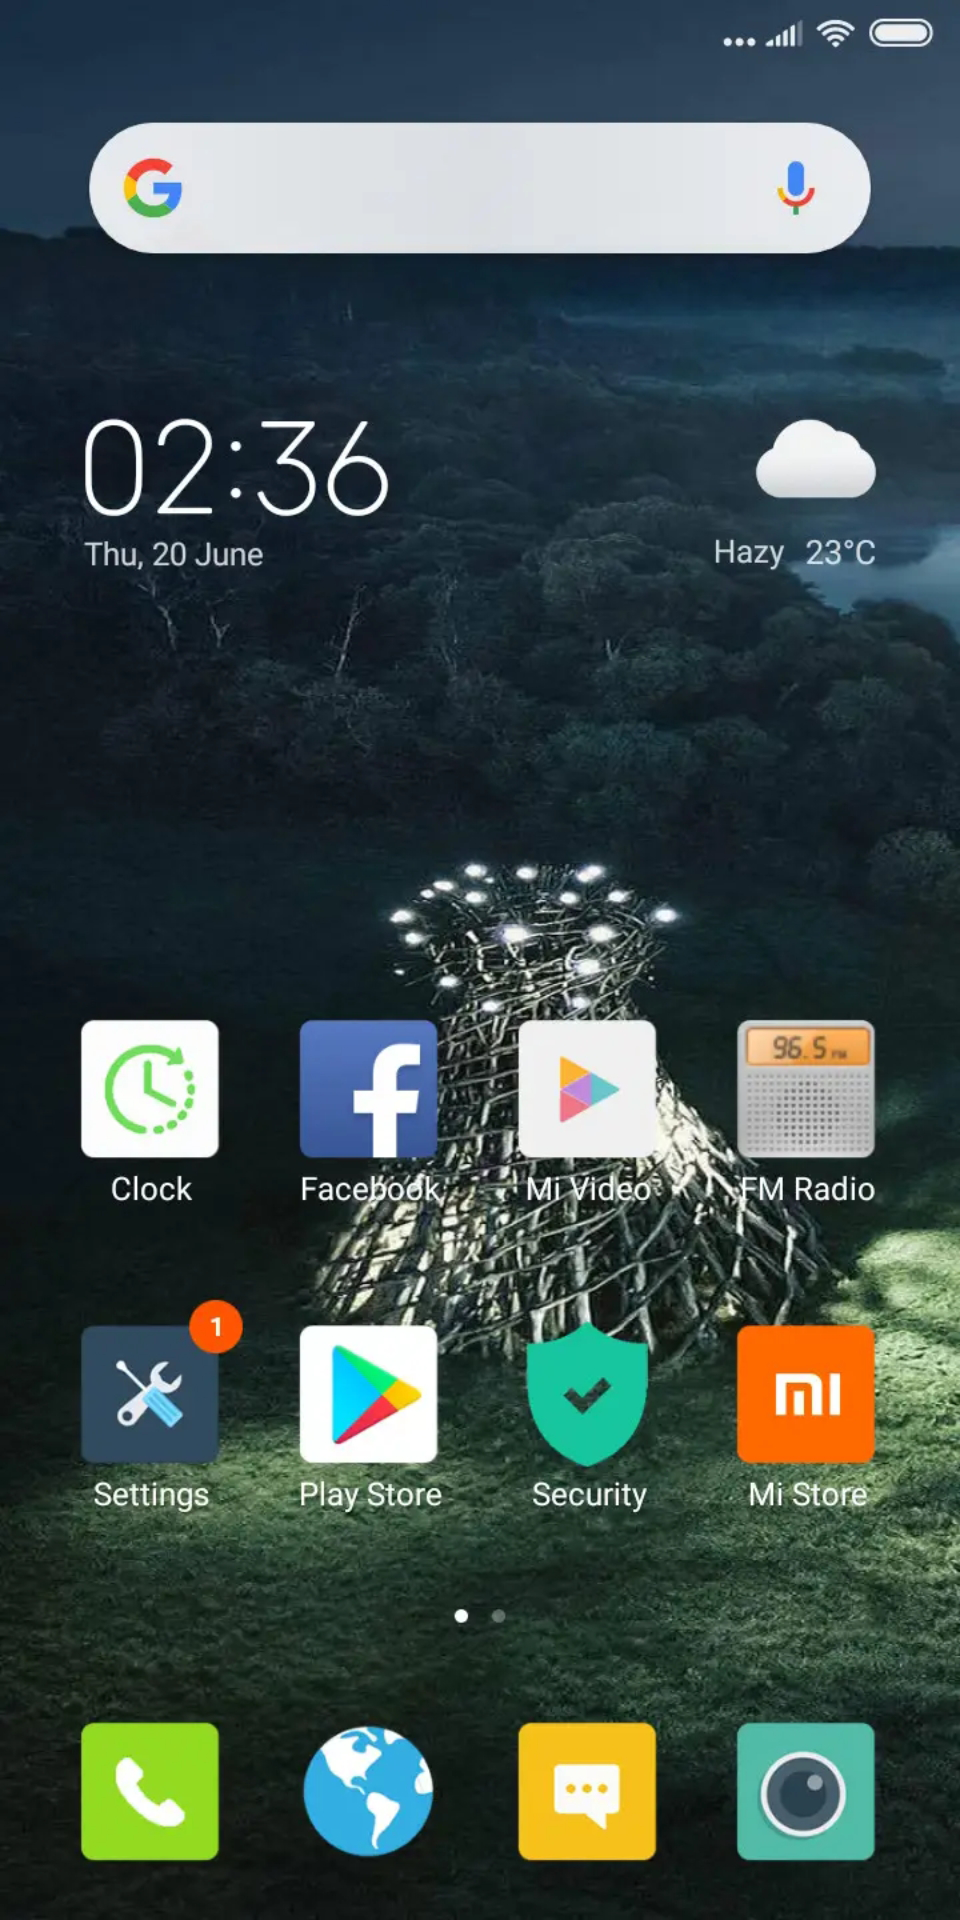 02:36
Thu, 20 June
Hazy 23°C
96.5 FM
Clock Facebook Mi Video FM Radio
1
Settings Play Store Security Mi Store